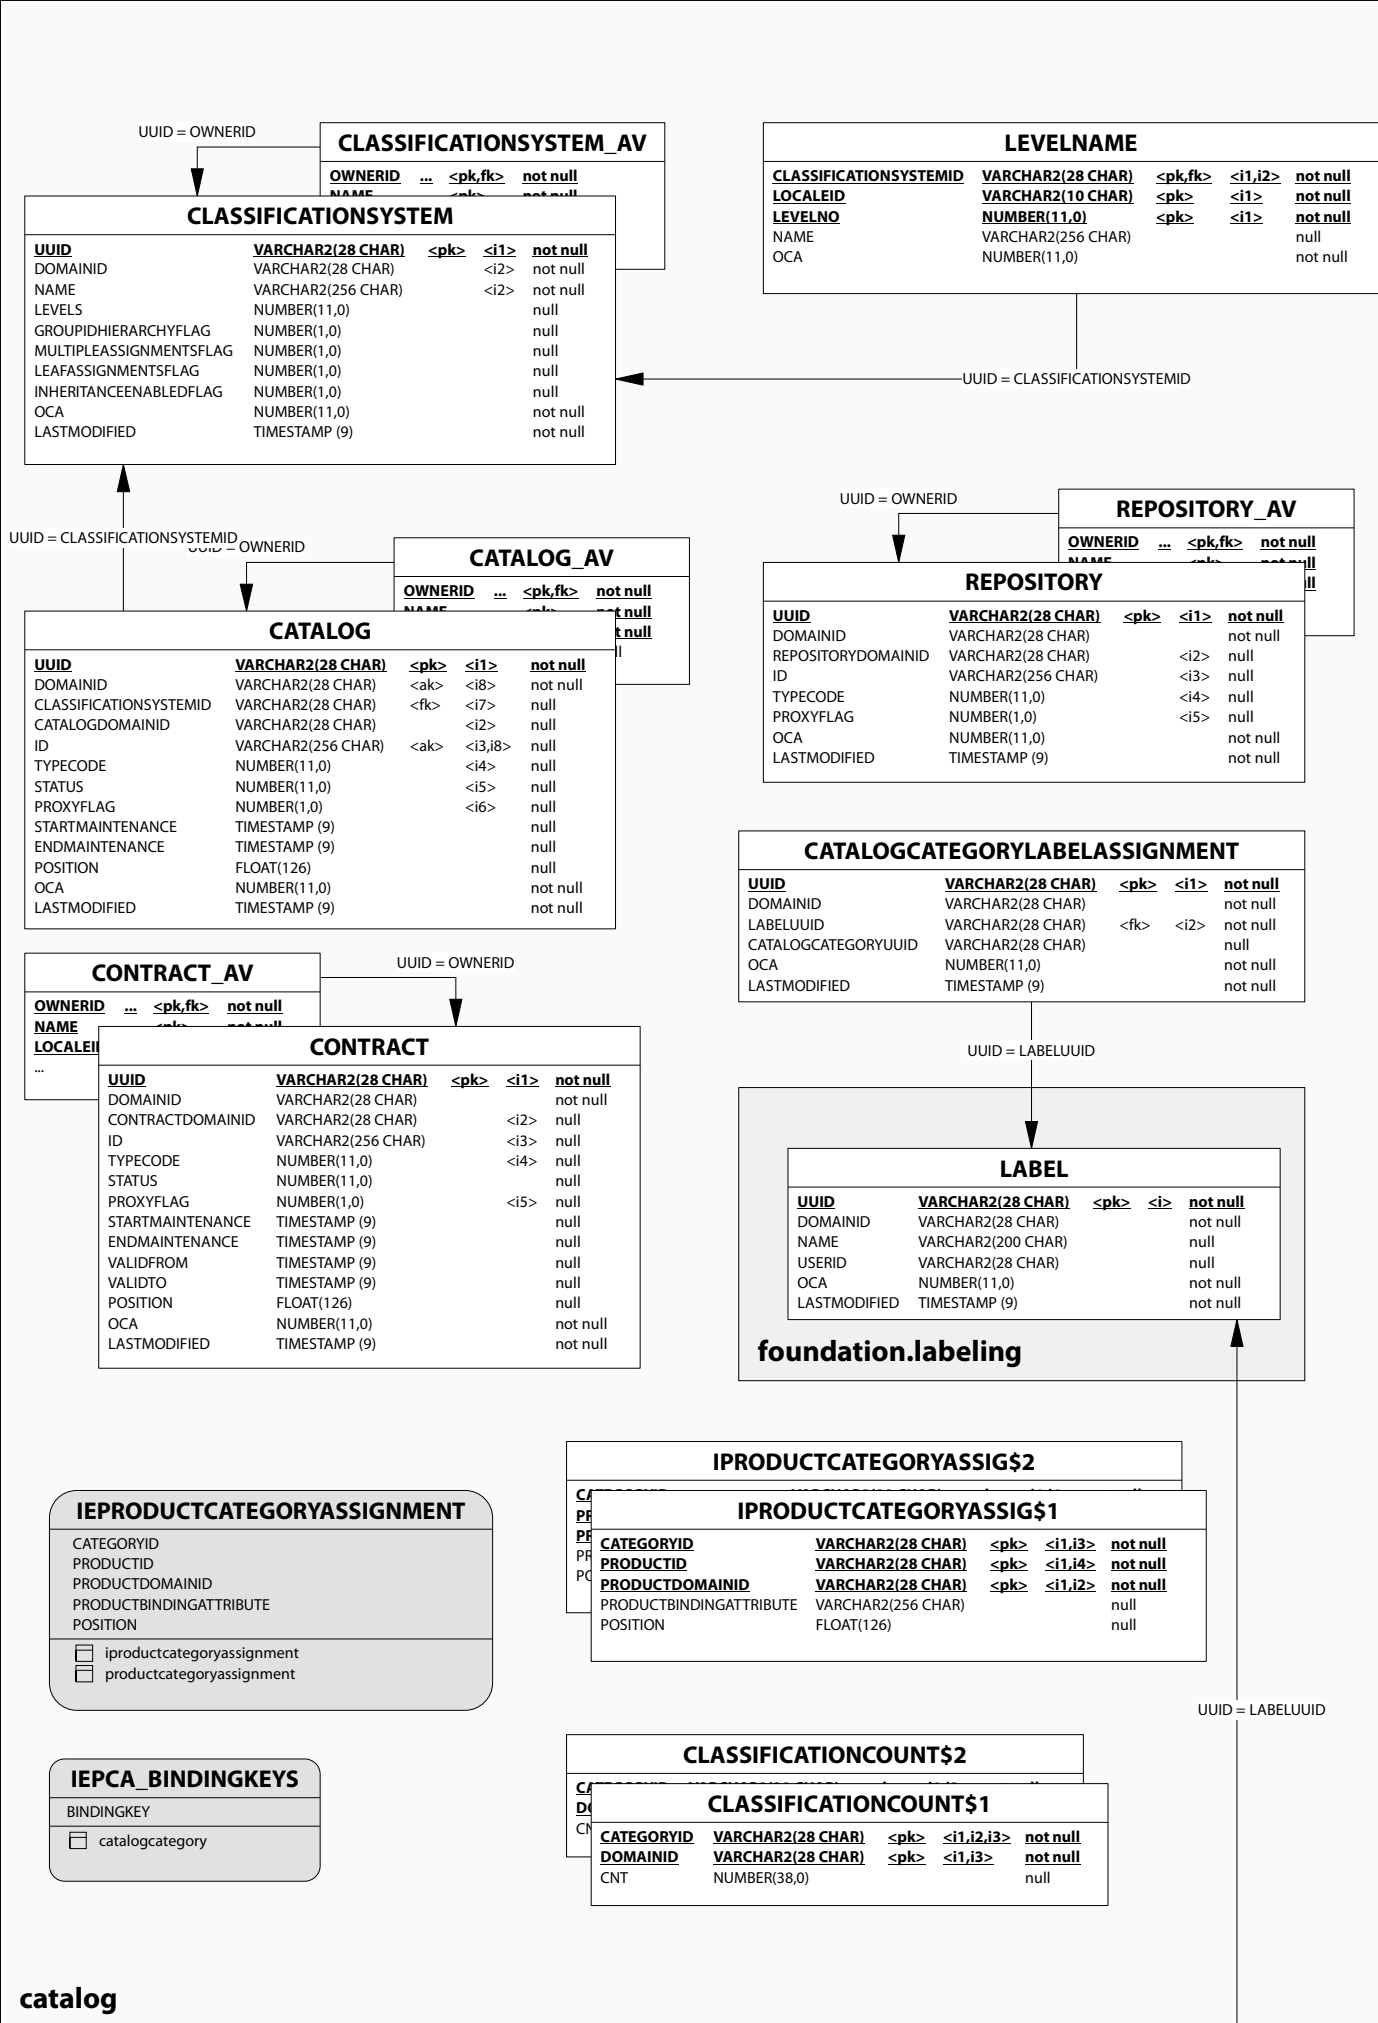 UUID = OWNERID
CLASSIFICATIONSYSTEM_AV
OWNERID ... <pk,fk> not null
NAME <pk> not null
CLASSIFICATIONSYSTEM
UUID VARCHAR2(28 CHAR) <pk> <i1> not null
DOMAINID VARCHAR2(28 CHAR) <i2> not null
NAME VARCHAR2(256 CHAR) <i2> not null
LEVELS NUMBER(11,0) null
GROUPIDHIERARCHYFLAG NUMBER(1,0) null
MULTIPLEASSIGNMENTSFLAG NUMBER(1,0) null
LEAFASSIGNMENTSFLAG NUMBER(1,0) null
INHERITANCEENABLEDFLAG NUMBER(1,0) null
OCA NUMBER(11,0) not null
LASTMODIFIED TIMESTAMP (9) not null
LEVELNAME
CLASSIFICATIONSYSTEMID VARCHAR2(28 CHAR) <pk,fk> <i1,i2> not null
LOCALEID VARCHAR2(10 CHAR) <pk> <i1> not null
LEVELNO NUMBER(11,0) <pk> <i1> not null
NAME VARCHAR2(256 CHAR) null
OCA NUMBER(11,0) not null
UUID = CLASSIFICATIONSYSTEMID
UUID = CLASSIFICATIONSYSTEMID
UUID = OWNERID
CATALOG_AV
OWNERID ... <pk,fk> not null
NAME <pk> not null
not null
CATALOG
UUID VARCHAR2(28 CHAR) <pk> <i1> not null
DOMAINID VARCHAR2(28 CHAR) <ak> <i8> not null
CLASSIFICATIONSYSTEMID VARCHAR2(28 CHAR) <fk> <i7> null
CATALOGDOMAINID VARCHAR2(28 CHAR) <i2> null
ID VARCHAR2(256 CHAR) <ak> <i3,i8> null
TYPECODE NUMBER(11,0) <i4> null
STATUS NUMBER(11,0) <i5> null
PROXYFLAG NUMBER(1,0) <i6> null
STARTMAINTENANCE TIMESTAMP (9) null
ENDMAINTENANCE TIMESTAMP (9) null
POSITION FLOAT(126) null
OCA NUMBER(11,0) not null
LASTMODIFIED TIMESTAMP (9) not null
UUID = OWNERID
REPOSITORY_AV
OWNERID ... <pk,fk> not null
NAME <pk> not null
REPOSITORY
UUID VARCHAR2(28 CHAR) <pk> <i1> not null
DOMAINID VARCHAR2(28 CHAR) not null
REPOSITORYDOMAINID VARCHAR2(28 CHAR) <i2> null
ID VARCHAR2(256 CHAR) <i3> null
TYPECODE NUMBER(11,0) <i4> null
PROXYFLAG NUMBER(1,0) <i5> null
OCA NUMBER(11,0) not null
LASTMODIFIED TIMESTAMP (9) not null
CATALOGCATEGORYLABELASSIGNMENT
UUID VARCHAR2(28 CHAR) <pk> <i1> not null
DOMAINID VARCHAR2(28 CHAR) not null
LABELUUID VARCHAR2(28 CHAR) <fk> <i2> not null
CATALOGCATEGORYUUID VARCHAR2(28 CHAR) null
OCA NUMBER(11,0) not null
LASTMODIFIED TIMESTAMP (9) not null
UUID = LABELUUID
CONTRACT_AV
OWNERID ... <pk,fk> not null
NAME <pk> not null
LOCALEID
...
UUID = OWNERID
CONTRACT
UUID VARCHAR2(28 CHAR) <pk> <i1> not null
DOMAINID VARCHAR2(28 CHAR) not null
CONTRACTDOMAINID VARCHAR2(28 CHAR) <i2> null
ID VARCHAR2(256 CHAR) <i3> null
TYPECODE NUMBER(11,0) <i4> null
STATUS NUMBER(11,0) null
PROXYFLAG NUMBER(1,0) <i5> null
STARTMAINTENANCE TIMESTAMP (9) null
ENDMAINTENANCE TIMESTAMP (9) null
VALIDFROM TIMESTAMP (9) null
VALIDTO TIMESTAMP (9) null
POSITION FLOAT(126) null
OCA NUMBER(11,0) not null
LASTMODIFIED TIMESTAMP (9) not null
LABEL
UUID VARCHAR2(28 CHAR) <pk> <i> not null
DOMAINID VARCHAR2(28 CHAR) not null
NAME VARCHAR2(200 CHAR) null
USERID VARCHAR2(28 CHAR) null
OCA NUMBER(11,0) not null
LASTMODIFIED TIMESTAMP (9) not null
foundation.labeling
IEPRODUCTCATEGORYASSIGNMENT
CATEGORYID
PRODUCTID
PRODUCTDOMAINID
PRODUCTBINDINGATTRIBUTE
POSITION
iproductcategoryassignment
productcategoryassignment
IPRODUCTCATEGORYASSIG$2
IPRODUCTCATEGORYASSIG$1
CATEGORYID VARCHAR2(28 CHAR) <pk> <i1,i3> not null
PRODUCTID VARCHAR2(28 CHAR) <pk> <i1,i4> not null
PRODUCTDOMAINID VARCHAR2(28 CHAR) <pk> <i1,i2> not null
PRODUCTBINDINGATTRIBUTE VARCHAR2(256 CHAR) null
POSITION FLOAT(126) null
UUID = LABELUUID
IEPCA_BINDINGKEYS
BINDINGKEY
catalogcategory
CLASSIFICATIONCOUNT$2
CLASSIFICATIONCOUNT$1
CATEGORYID VARCHAR2(28 CHAR) <pk> <i1,i2,i3> not null
DOMAINID VARCHAR2(28 CHAR) <pk> <i1,i3> not null
CNT NUMBER(38,0) null
catalog